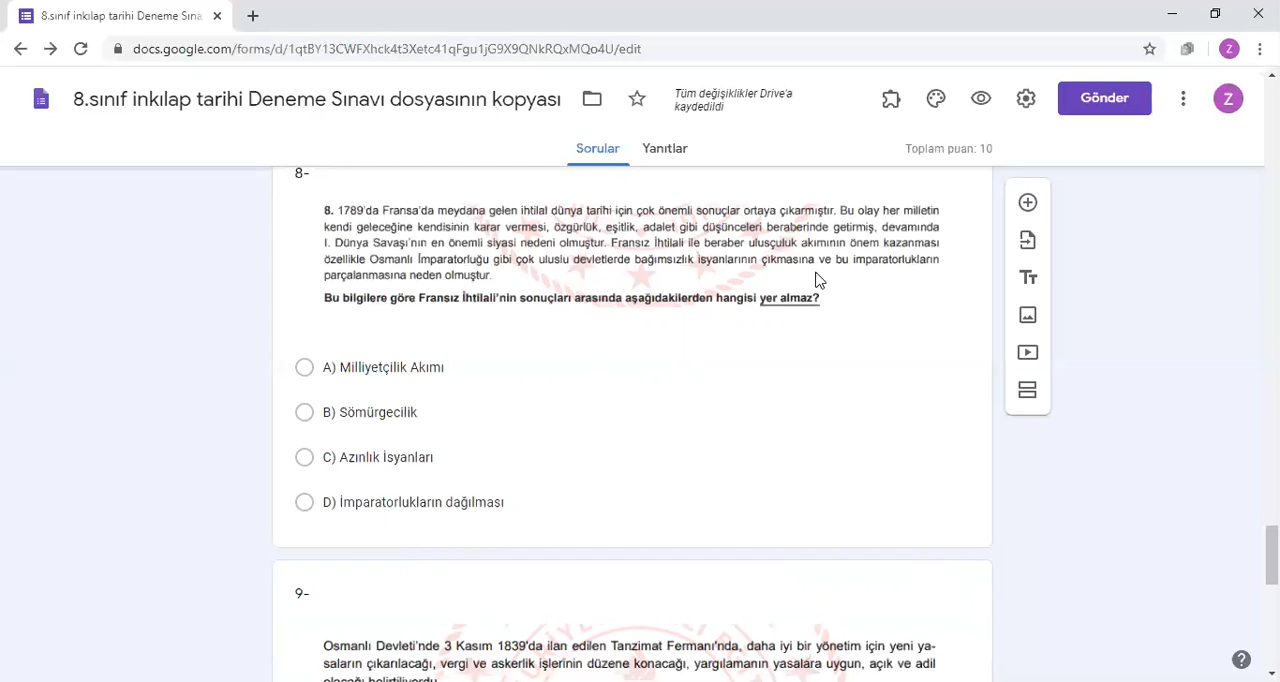 8.sınıf inkılap tarihi Deneme Sına
docs.google.com/forms/d/1qtBY13CWFXhck4t3Xetc41qFgu1jG9X9QNkRQxMQo4U/edit
Z
8.sınıf inkılap tarihi Deneme Sınavı dosyasının kopyası
Tüm değişiklikler Drive'a
kaydedildi
Gönder
Z
Sorular
Yanıtlar
Toplam puan: 10
8-
8. 1789'da Fransa'da meydana gelen ihtilal dünya tarihi için çok önemli sonuçlar ortaya çıkarmıştır. Bu olay her milletin
kendi geleceğine kendisinin karar vermesi, özgürlük, eşitlik, adalet gibi düşünceleri beraberinde getirmiş, devamında
I. Dünya Savaşı'nın en önemli siyasi nedeni olmuştur. Fransız İhtilali ile beraber ulusçuluk akımının önem kazanması
özellikle Osmanlı İmparatorluğu gibi çok uluslu devletlerde bağımsızlık isyanlarının çıkmasına ve bu imparatorlukların
parçalanmasına neden olmuştur.
Bu bilgilere göre Fransız İhtilali'nin sonuçları arasında aşağıdakilerden hangisi yer almaz?
Tт
A) Milliyetçilik Akımı
B) Sömürgecilik
C) Azınlık İsyanları
D) İmparatorlukların dağılması
9-
Osmanlı Devleti'nde 3 Kasım 1839'da ilan edilen Tanzimat Fermanı'nda, daha iyi bir yönetim için yeni ya-
saların çıkarılacağı, vergi ve askerlik işlerinin düzene konacağı, yargılamanın yasalara uygun, açık ve adil
olacağı belirtiliyordu